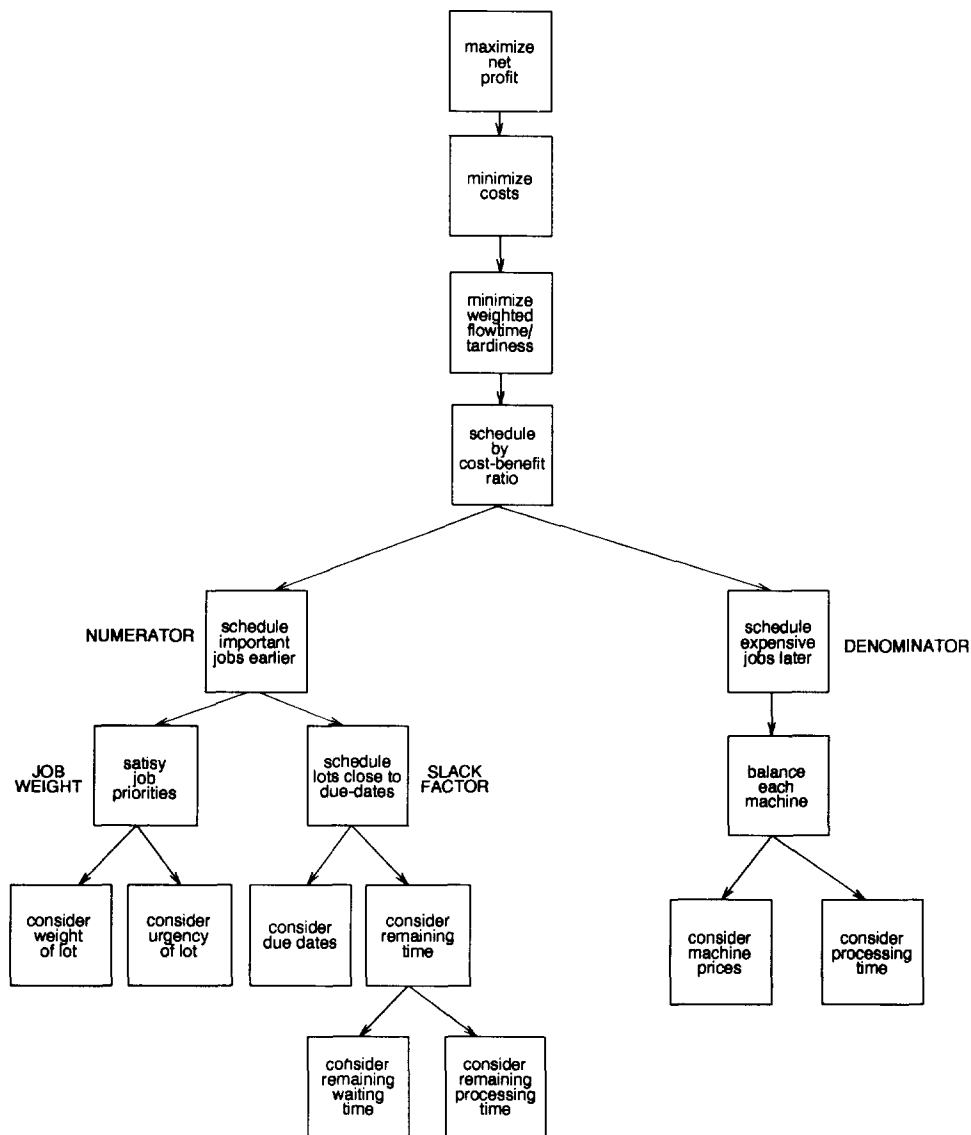 maximize
net
profit
minimize
costs
minimize
weighted
flowtime/
tardiness
schedule
by
cost-benefit
ratio
NUMERATOR
schedule
important
jobs earlier
schedule
expensive
jobs later
DENOMINATOR
JOB
WEIGHT
satisy
job
priorities
schedule
lots close to
due-dates
SLACK
FACTOR
balance
each
machine
consider
weight
of lot
consider
urgency
of lot
consider
due dates
consider
remaining
time
consider
machine
prices
consider
processing
time
consider
remaining
waiting
time
consider
remaining
processing
time